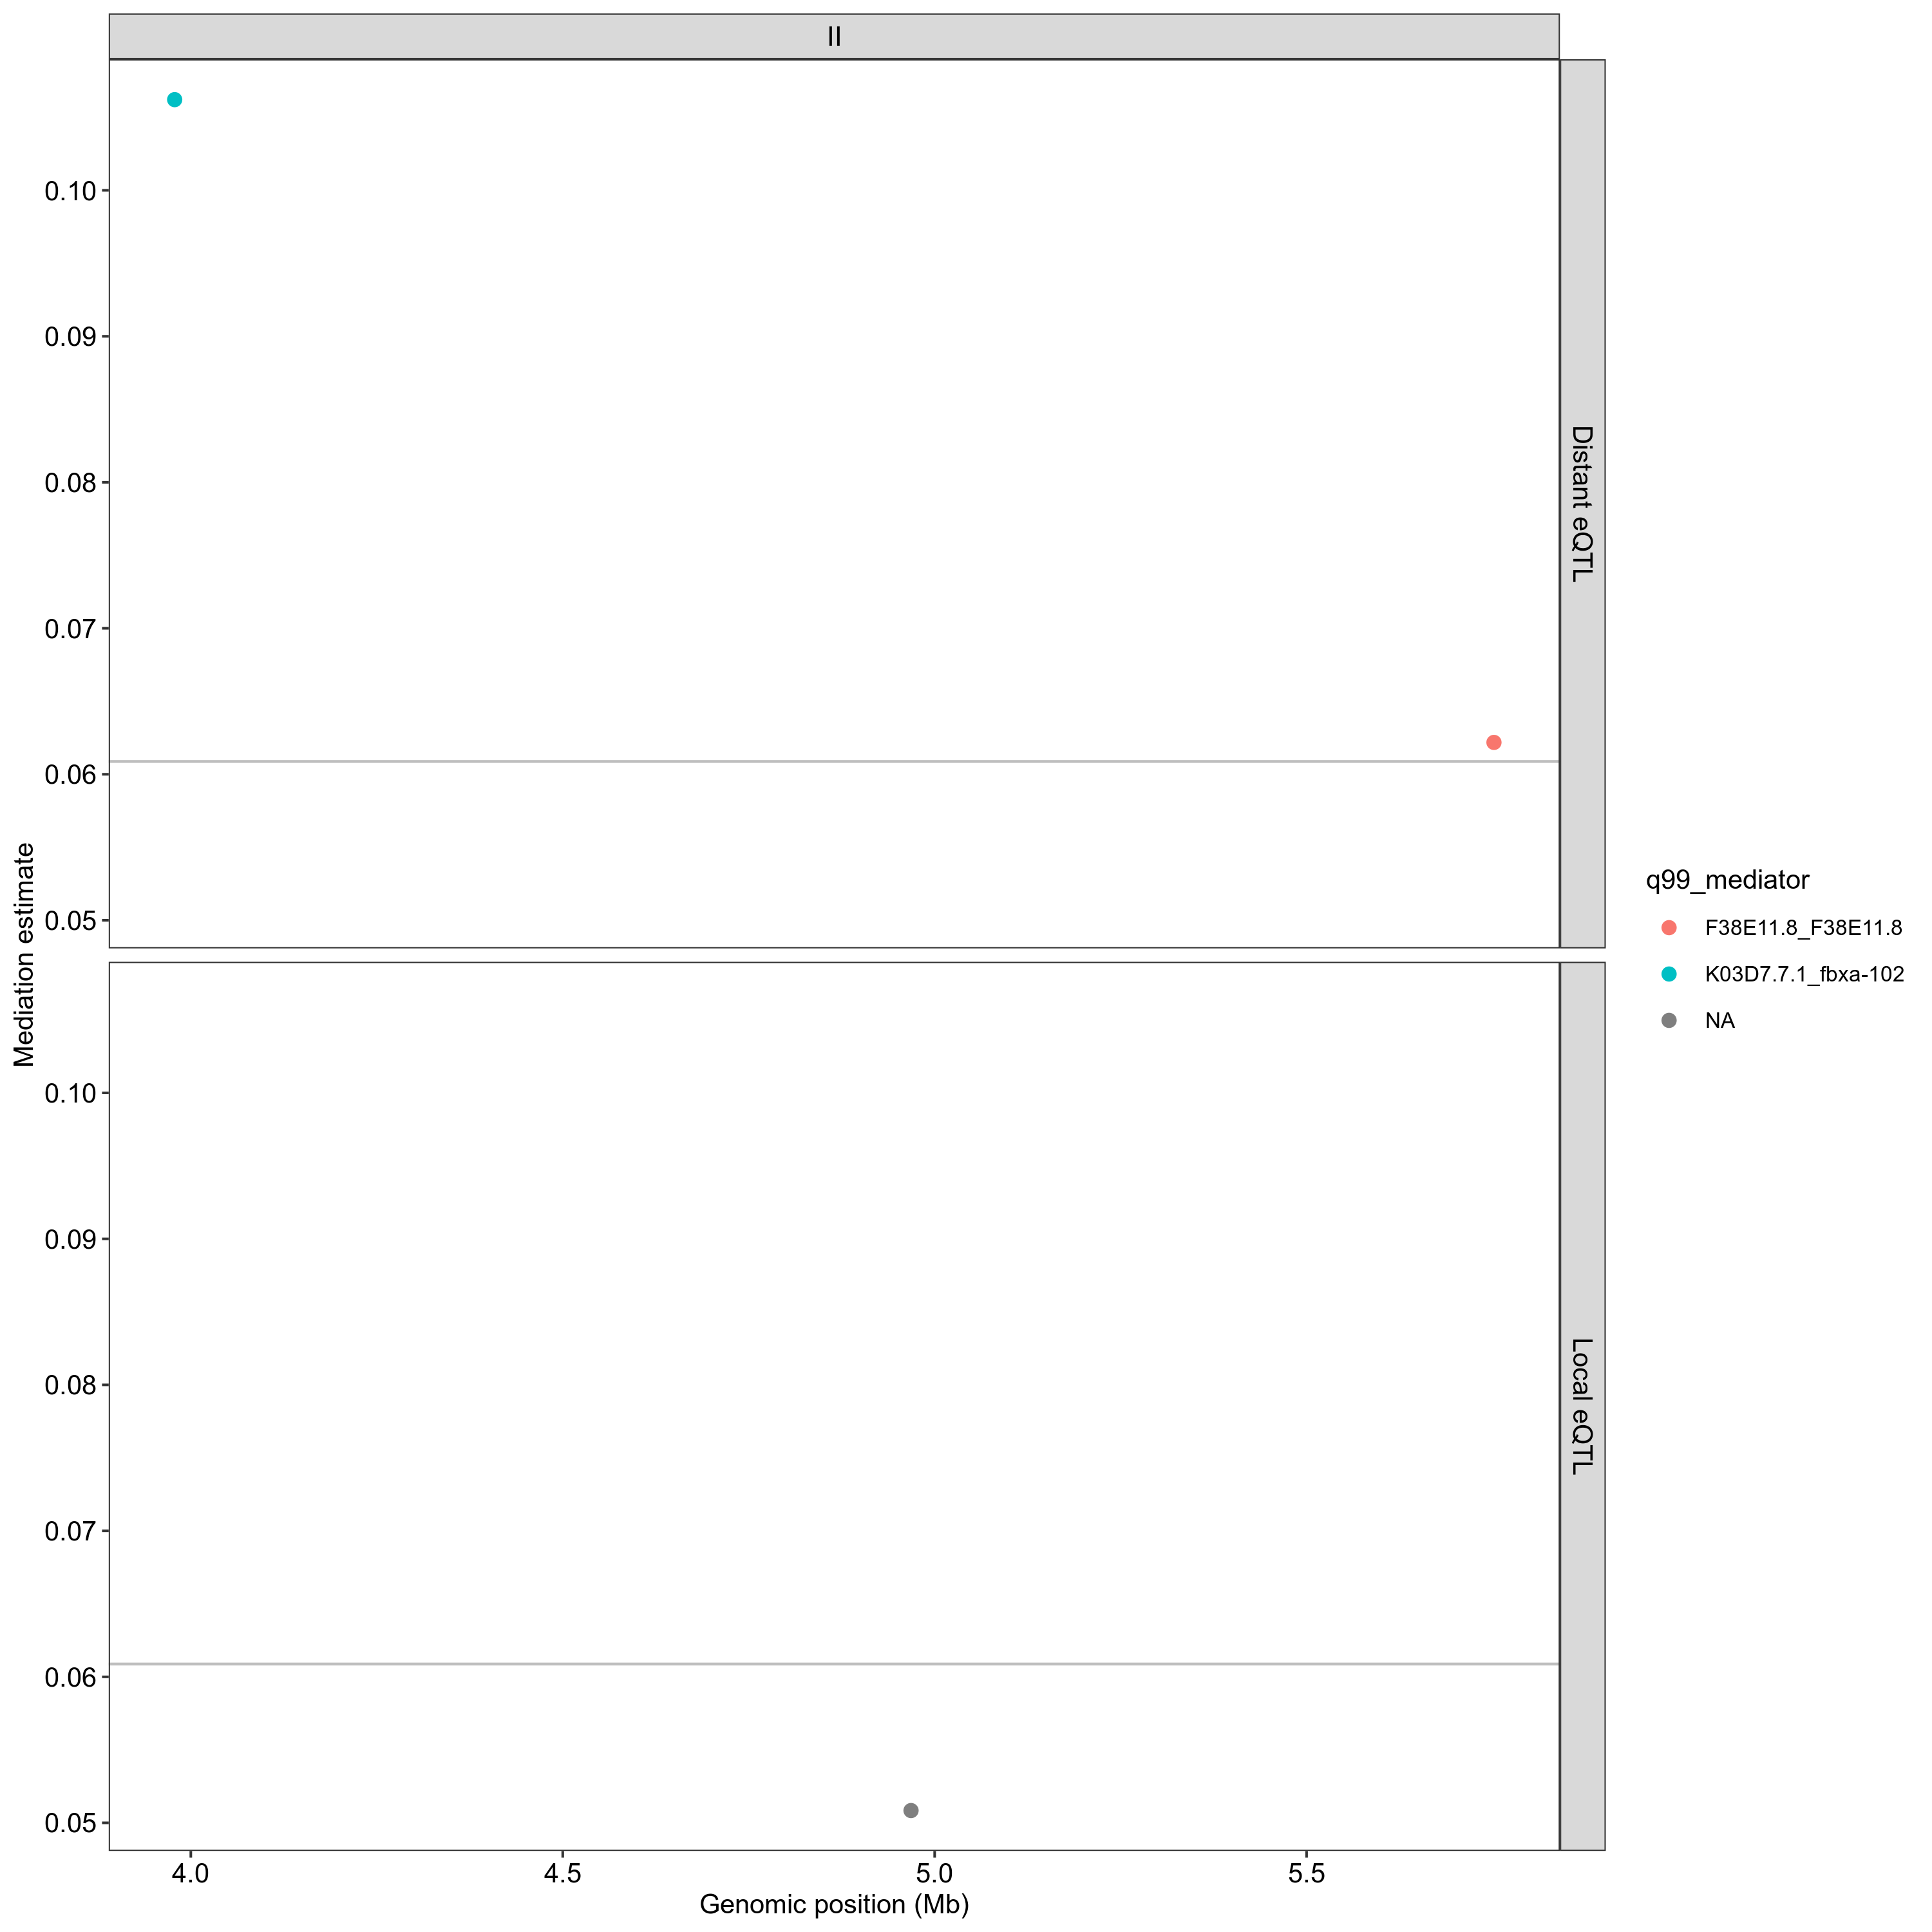 II
0.10
0.09
0.08
0.07
0.06
0.05
Distant eQTL
Mediation estimate
0.10
0.09
0.08
0.07
0.06
0.05
Local eQTL
4.0 4.5 5.0 5.5
Genomic position (Mb)
q99_mediator
F38E11.8_F38E11.8
K03D7.7.1_fbxa-102
NA